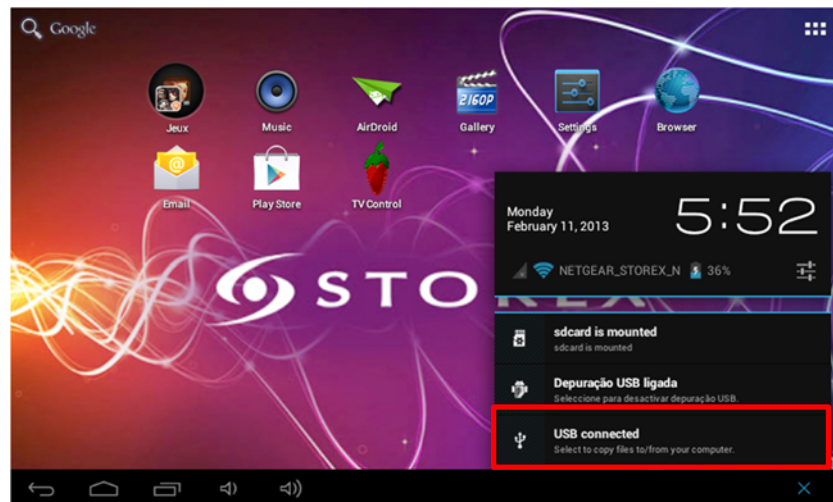 Google
2160P
Jeux Music AirDroid Gallery Settings Browser
Email Play Store TV Control
Monday
February 11, 2013
5:52
NETGEAR_STOREX_N 36%
STOREX
sdcard is mounted
sdcard is mounted
Depuração USB ligada
Seleccione para desactivar depuração USB.
USB connected
Select to copy files to/from your computer.